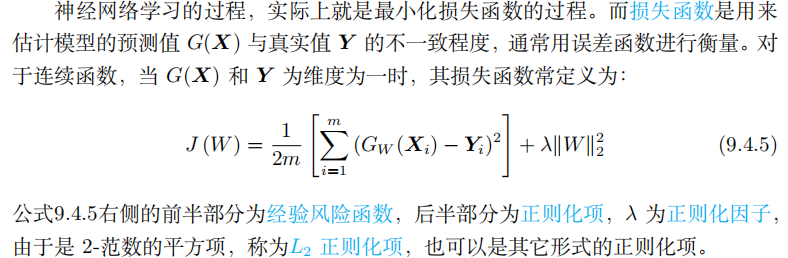 神经网络学习的过程，实际上就是最小化损失函数的过程。而损失函数是用来
估计模型的预测值 G(X) 与真实值 Y 的不一致程度，通常用误差函数进行衡量。对
于连续函数，当 G(X) 和 Y 为维度为一时，其损失函数常定义为：
J (W) = \frac{1}{2m} \left[ \sum_{i=1}^{m} (G_W(X_i) − Y_i)^2 \right] + λ‖W‖_2^2 (9.4.5)
公式9.4.5右侧的前半部分为经验风险函数，后半部分为正则化项，λ 为正则化因子，
由于是 2-范数的平方项，称为L_2 正则化项，也可以是其它形式的正则化项。